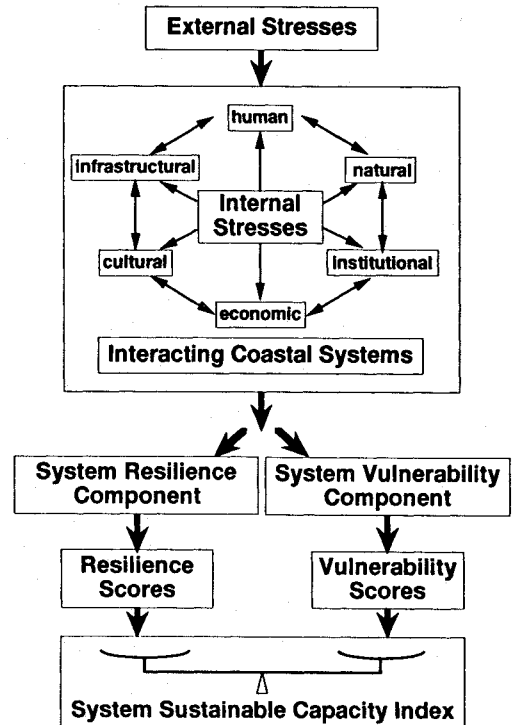 External Stresses
human
infrastructural
natural
Internal
Stresses
cultural
institutional
economic
Interacting Coastal Systems
System Resilience
Component
System Vulnerability
Component
Resilience
Scores
Vulnerability
Scores
System Sustainable Capacity Index